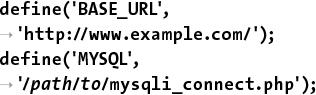 define('BASE_URL',
→ 'http://www.example.com/');
define('MYSQL',
→ '/path/to/mysqli_connect.php');